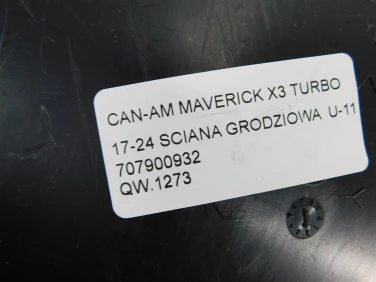 CAN-AM MAVERICK X3 TURBO
17-24 SCIANA GRODZIOWA U-11
707900932
QW.1273